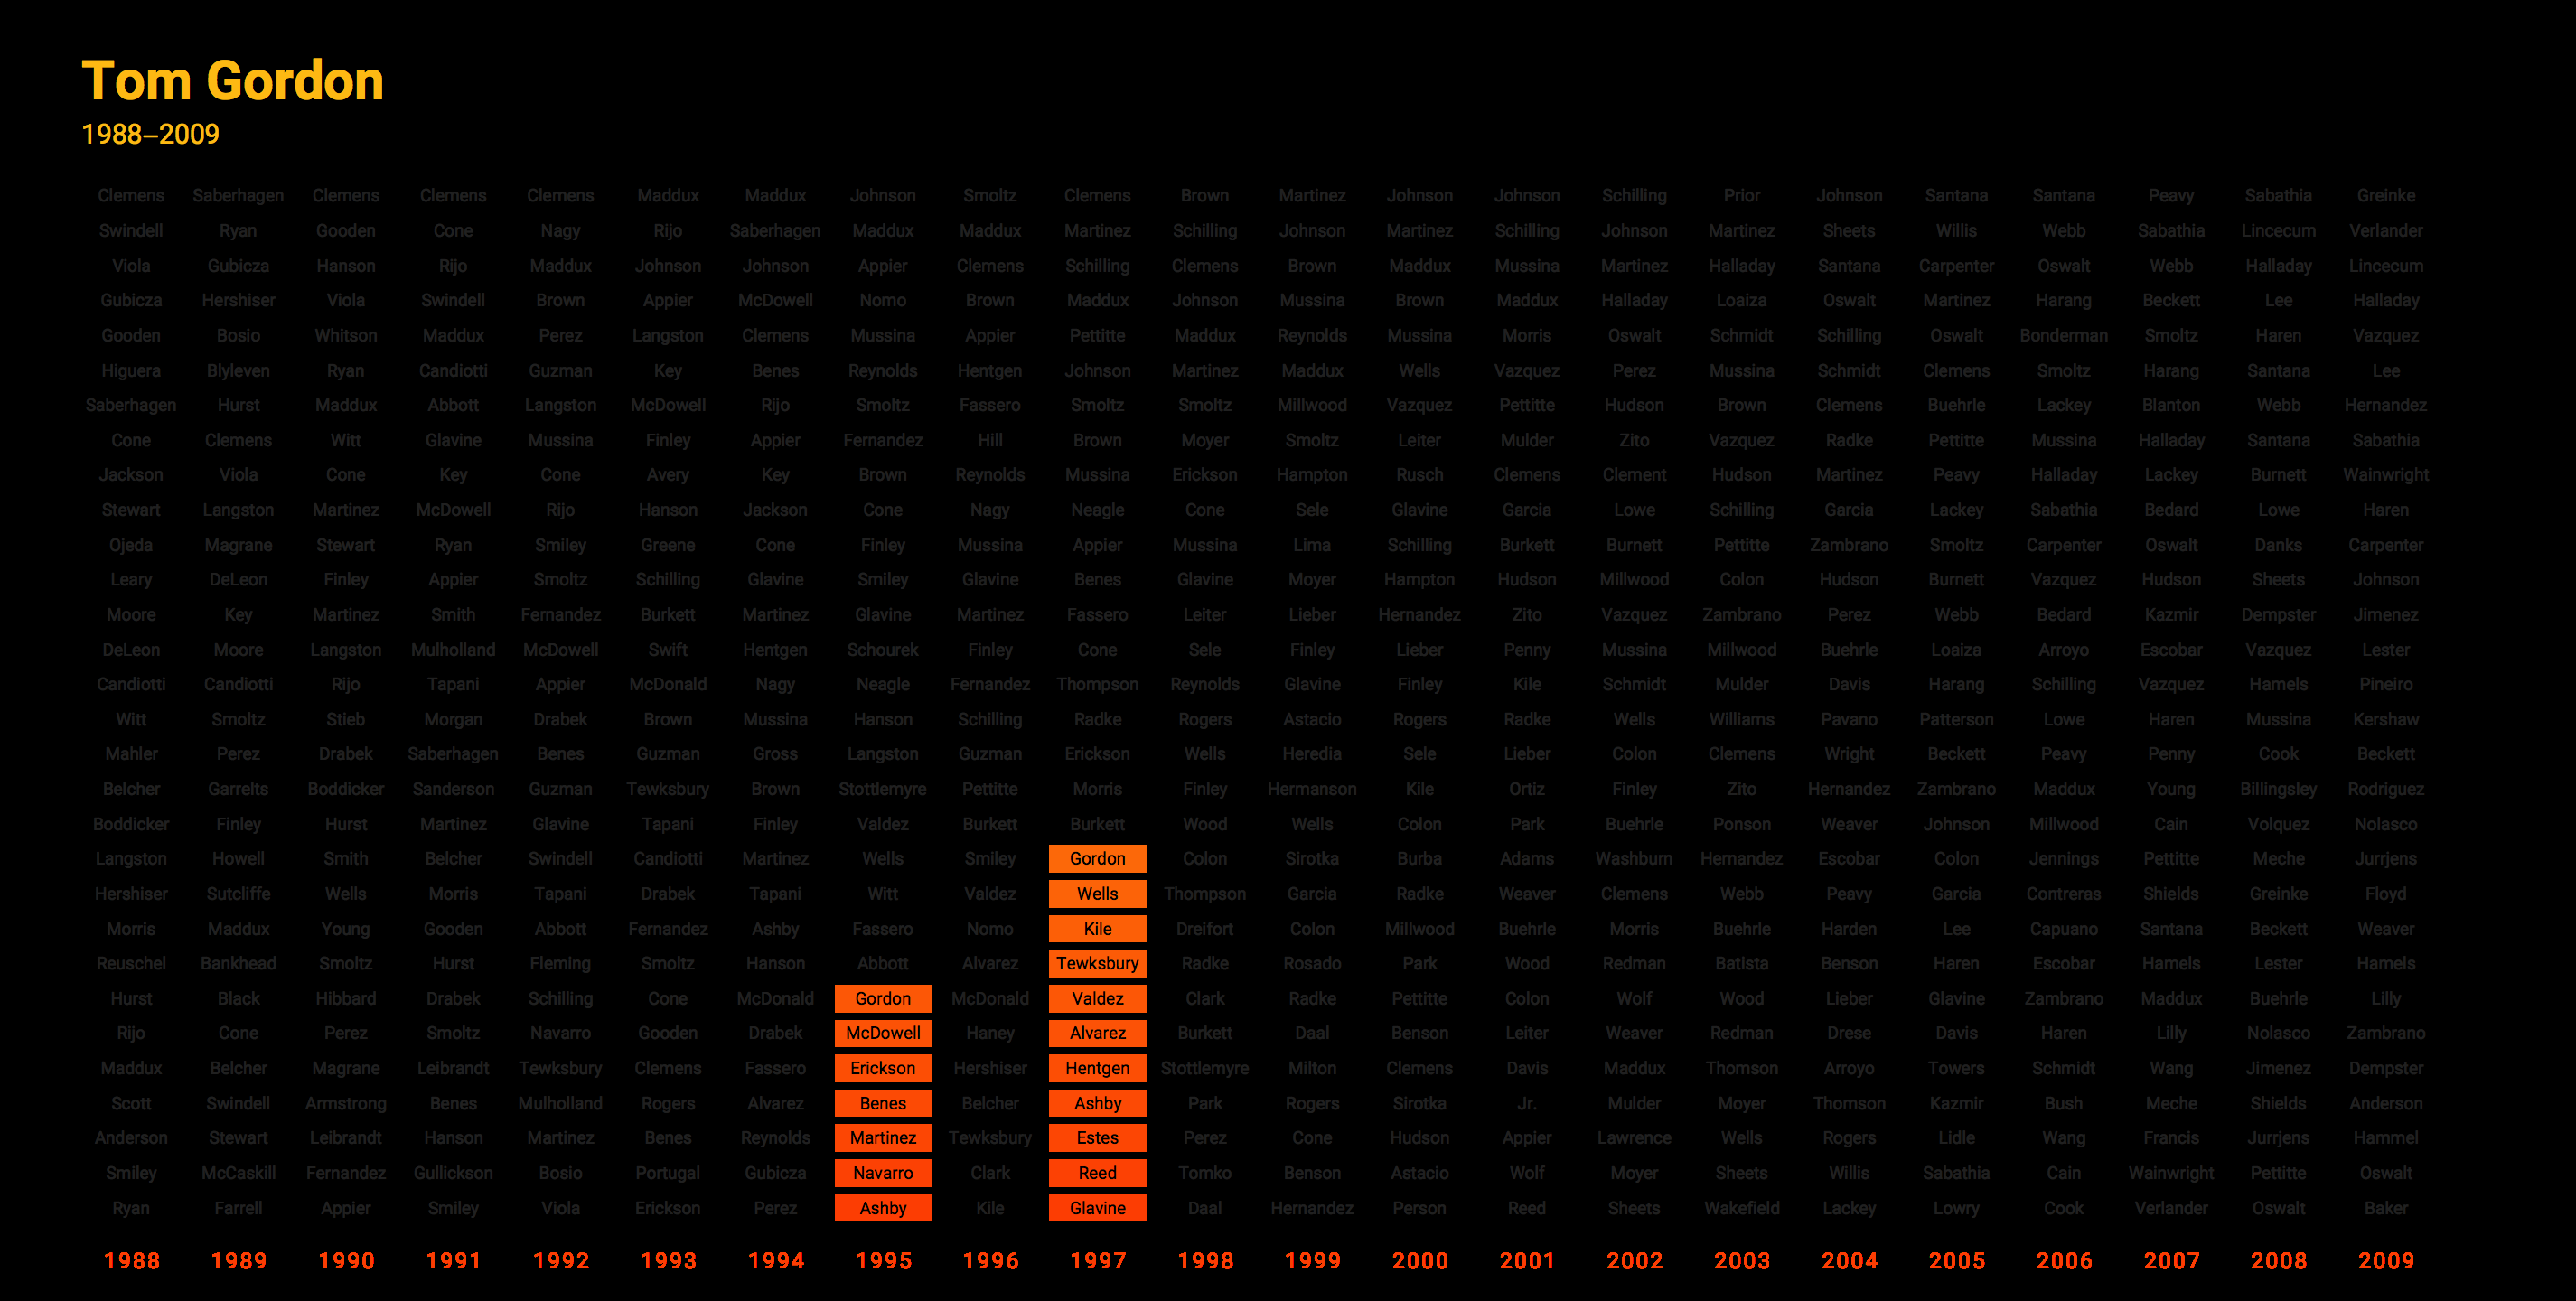 Tom Gordon
1988–2009
Clemens Saberhagen Clemens Clemens Clemens Maddux Maddux Johnson Smoltz Clemens Brown Martinez Johnson Johnson Schilling Prior Johnson Santana Santana Peavy Sabathia Greinke
Swindell Ryan Gooden Cone Nagy Rijo Saberhagen Maddux Maddux Martinez Schilling Johnson Martinez Schilling Johnson Martinez Sheets Willis Webb Sabathia Lincecum Verlander
Viola Gubicza Hanson Rijo Maddux Johnson Johnson Appier Clemens Schilling Clemens Brown Maddux Mussina Martinez Halladay Santana Carpenter Oswalt Webb Halladay Lincecum
Gubicza Hershiser Viola Swindell Brown Appier McDowell Nomo Brown Maddux Johnson Mussina Brown Maddux Halladay Loaiza Oswalt Martinez Harang Beckett Lee Halladay
Gooden Bosio Whitson Maddux Perez Langston Clemens Mussina Appier Pettitte Maddux Reynolds Mussina Morris Oswalt Schmidt Schilling Oswalt Bonderman Smoltz Haren Vazquez
Higuera Blyleven Ryan Candiotti Guzman Key Benes Reynolds Hentgen Johnson Martinez Maddux Wells Vazquez Perez Mussina Schmidt Clemens Smoltz Harang Santana Lee
Saberhagen Hurst Maddux Abbott Langston McDowell Rijo Smoltz Fassero Smoltz Smoltz Millwood Vazquez Pettitte Hudson Brown Clemens Buehrle Lackey Blanton Webb Hernandez
Cone Clemens Witt Glavine Mussina Finley Appier Fernandez Hill Brown Moyer Smoltz Leiter Mulder Zito Vazquez Radke Pettitte Mussina Halladay Santana Sabathia
Jackson Viola Cone Key Cone Avery Key Brown Reynolds Mussina Erickson Hampton Rusch Clemens Clement Hudson Martinez Peavy Halladay Lackey Burnett Wainwright
Stewart Langston Martinez McDowell Rijo Hanson Jackson Cone Nagy Neagle Cone Sele Glavine Garcia Lowe Schilling Garcia Lackey Sabathia Bedard Lowe Haren
Ojeda Magrane Stewart Ryan Smiley Greene Cone Finley Mussina Appier Mussina Lima Schilling Burkett Burnett Pettitte Zambrano Smoltz Carpenter Oswalt Danks Carpenter
Leary DeLeon Finley Appier Smoltz Schilling Glavine Smiley Glavine Benes Glavine Moyer Hampton Hudson Millwood Colon Hudson Burnett Vazquez Hudson Sheets Johnson
Moore Key Martinez Smith Fernandez Burkett Martinez Glavine Martinez Fassero Leiter Lieber Hernandez Zito Vazquez Zambrano Perez Webb Bedard Kazmir Dempster Jimenez
DeLeon Moore Langston Mulholland McDowell Swift Hentgen Schourek Finley Cone Sele Finley Lieber Penny Mussina Millwood Buehrle Loaiza Arroyo Escobar Vazquez Lester
Candiotti Candiotti Rijo Tapani Appier McDonald Nagy Neagle Fernandez Thompson Reynolds Glavine Finley Kile Schmidt Mulder Davis Harang Schilling Vazquez Hamels Pineiro
Witt Smoltz Stieb Morgan Drabek Brown Mussina Hanson Schilling Radke Rogers Astacio Rogers Radke Wells Williams Pavano Patterson Lowe Haren Mussina Kershaw
Mahler Perez Drabek Saberhagen Benes Guzman Gross Langston Guzman Erickson Wells Heredia Sele Lieber Colon Clemens Wright Beckett Peavy Penny Cook Beckett
Belcher Garrelts Boddicker Sanderson Guzman Tewksbury Brown Stottlemyre Pettitte Morris Finley Hermanson Kile Ortiz Finley Zito Hernandez Zambrano Maddux Young Billingsley Rodriguez
Boddicker Finley Hurst Martinez Glavine Tapani Finley Valdez Burkett Burkett Wood Wells Colon Park Buehrle Ponson Weaver Johnson Millwood Cain Volquez Nolasco
Langston Howell Smith Belcher Swindell Candiotti Martinez Wells Smiley Gordon Colon Sirotka Burba Adams Washburn Hernandez Escobar Colon Jennings Pettitte Meche Jurrjens
Hershiser Sutcliffe Wells Morris Tapani Drabek Tapani Witt Valdez Wells Thompson Garcia Radke Weaver Clemens Webb Peavy Garcia Contreras Shields Greinke Floyd
Morris Maddux Young Gooden Abbott Fernandez Ashby Fassero Nomo Kile Dreifort Colon Millwood Buehrle Morris Buehrle Harden Lee Capuano Santana Beckett Weaver
Reuschel Bankhead Smoltz Hurst Fleming Smoltz Hanson Abbott Alvarez Tewksbury Radke Rosado Park Wood Redman Batista Benson Haren Escobar Hamels Lester Hamels
Hurst Black Hibbard Drabek Schilling Cone McDonald Gordon McDonald Valdez Clark Radke Pettitte Colon Wolf Wood Lieber Glavine Zambrano Maddux Buehrle Lilly
Rijo Cone Perez Smoltz Navarro Gooden Drabek McDowell Haney Alvarez Burkett Daal Benson Leiter Weaver Redman Drese Davis Haren Lilly Nolasco Zambrano
Maddux Belcher Magrane Leibrandt Tewksbury Clemens Fassero Erickson Hershiser Hentgen Stottlemyre Milton Clemens Davis Maddux Thomson Arroyo Towers Schmidt Wang Jimenez Dempster
Scott Swindell Armstrong Benes Mulholland Rogers Alvarez Benes Belcher Ashby Park Rogers Sirotka Jr. Mulder Moyer Thomson Kazmir Bush Meche Shields Anderson
Anderson Stewart Leibrandt Hanson Martinez Benes Reynolds Martinez Tewksbury Estes Perez Cone Hudson Appier Lawrence Wells Rogers Lidle Wang Francis Jurrjens Hammel
Smiley McCaskill Fernandez Gullickson Bosio Portugal Gubicza Navarro Clark Reed Tomko Benson Astacio Wolf Moyer Sheets Willis Sabathia Cain Wainwright Pettitte Oswalt
Ryan Farrell Appier Smiley Viola Erickson Perez Ashby Kile Glavine Daal Hernandez Person Reed Sheets Wakefield Lackey Lowry Cook Verlander Oswalt Baker
1988 1989 1990 1991 1992 1993 1994 1995 1996 1997 1998 1999 2000 2001 2002 2003 2004 2005 2006 2007 2008 2009